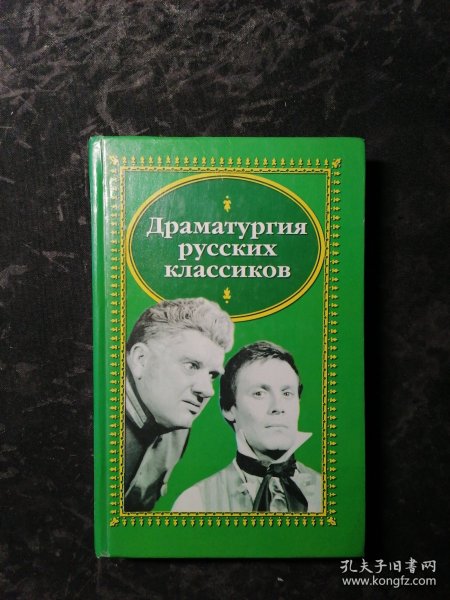 Драматургия
русских
классиков
孔夫子旧书网
www.kongfz.com